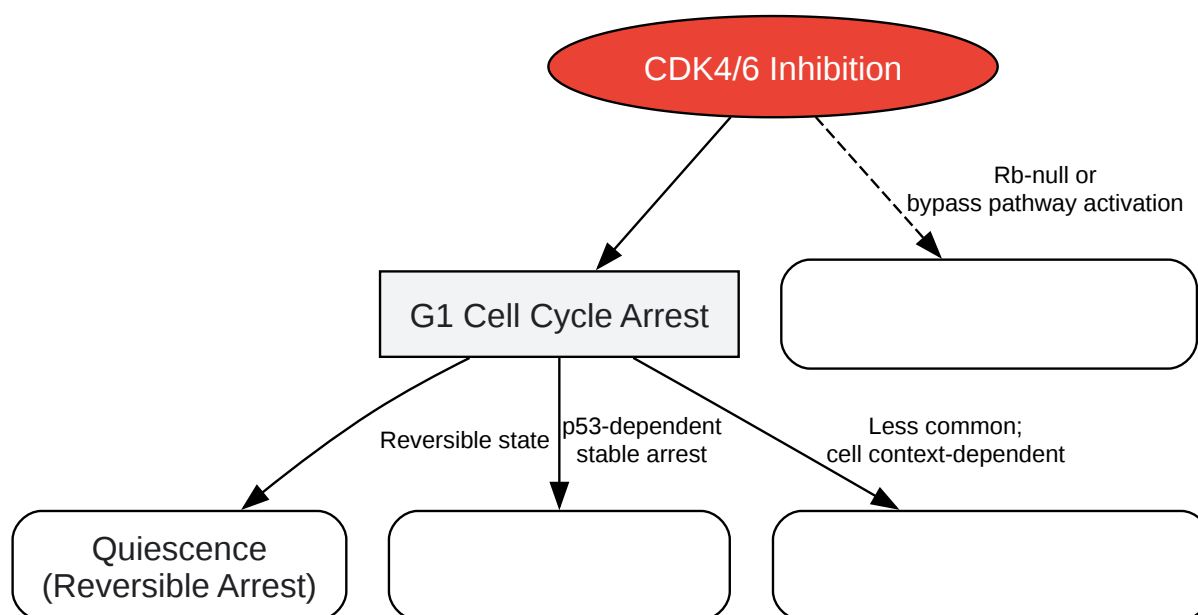 CDK4/6 Inhibition
Rb-null or
bypass pathway activation
G1 Cell Cycle Arrest
Reversible state
p53-dependent
stable arrest
Less common;
cell context-dependent
Quiescence
(Reversible Arrest)